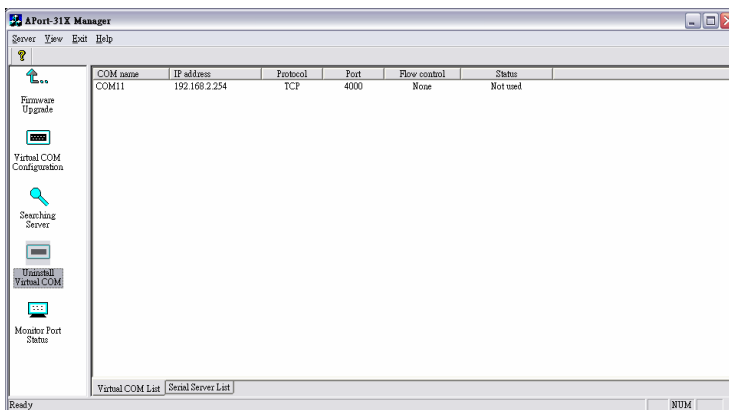 APort-31X Manager
Server View Exit Help
COM name IP address Protocol Port Flow control Status
COM11 192.168.2.254 TCP 4000 None Not used
Firmware
Upgrade
Virtual COM
Configuration
Searching
Server
Uninstall
Virtual COM
Monitor Port
Status
Virtual COM List Serial Server List
Ready NUM